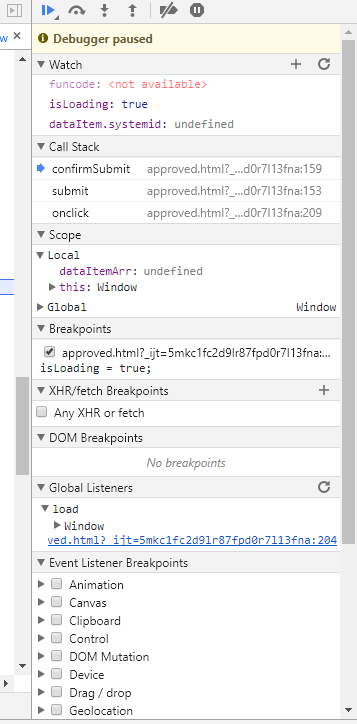 w ×
Debugger paused
Watch
funcode: <not available>
isLoading: true
dataItem.systemid: undefined
Call Stack
confirmSubmit approved.html?_…d0r7l13fna:159
submit approved.html?_…d0r7l13fna:153
onclick approved.html?_…d0r7l13fna:209
Scope
Local
dataItemArr: undefined
this: Window
Global Window
Breakpoints
approved.html?_ijt=5mkc1fc2d9lr87fpd0r7l13fna:…
isLoading = true;
XHR/fetch Breakpoints
Any XHR or fetch
DOM Breakpoints
No breakpoints
Global Listeners
load
Window
ved.html?_ijt=5mkc1fc2d9lr87fpd0r7l13fna:204
Event Listener Breakpoints
Animation
Canvas
Clipboard
Control
DOM Mutation
Device
Drag / drop
Geolocation